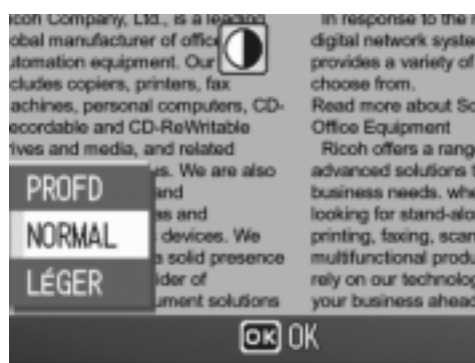 icoh Company, Ltd., is a leading
obal manufacturer of office
utomation equipment. Our
cludes copiers, printers, fax
achines, personal computers, CD-
ecordable and CD-ReWritable
rives and media, and related
us. We are also
and
as and
devices. We
a solid presence
ider of
ument solutions
In response to the
digital network syste
provides a variety of
choose from.
Read more about So
Office Equipment
Ricoh offers a range
advanced solutions
business needs. whe
looking for stand-alo
printing, faxing, scan
multifunctional produ
rely on our technolog
your business ahead
PROFD
NORMAL
LÉGER
OK OK